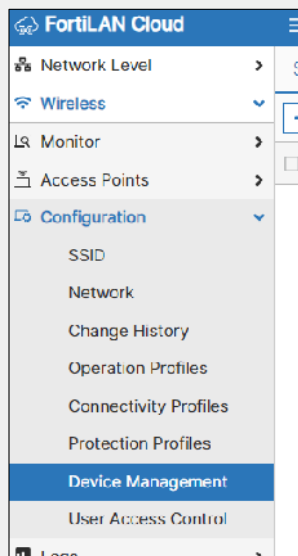 FortiLAN Cloud
Network Level
Wireless
Monitor
Access Points
Configuration
SSID
Network
Change History
Operation Profiles
Connectivity Profiles
Protection Profiles
Device Management
User Access Control
Logs